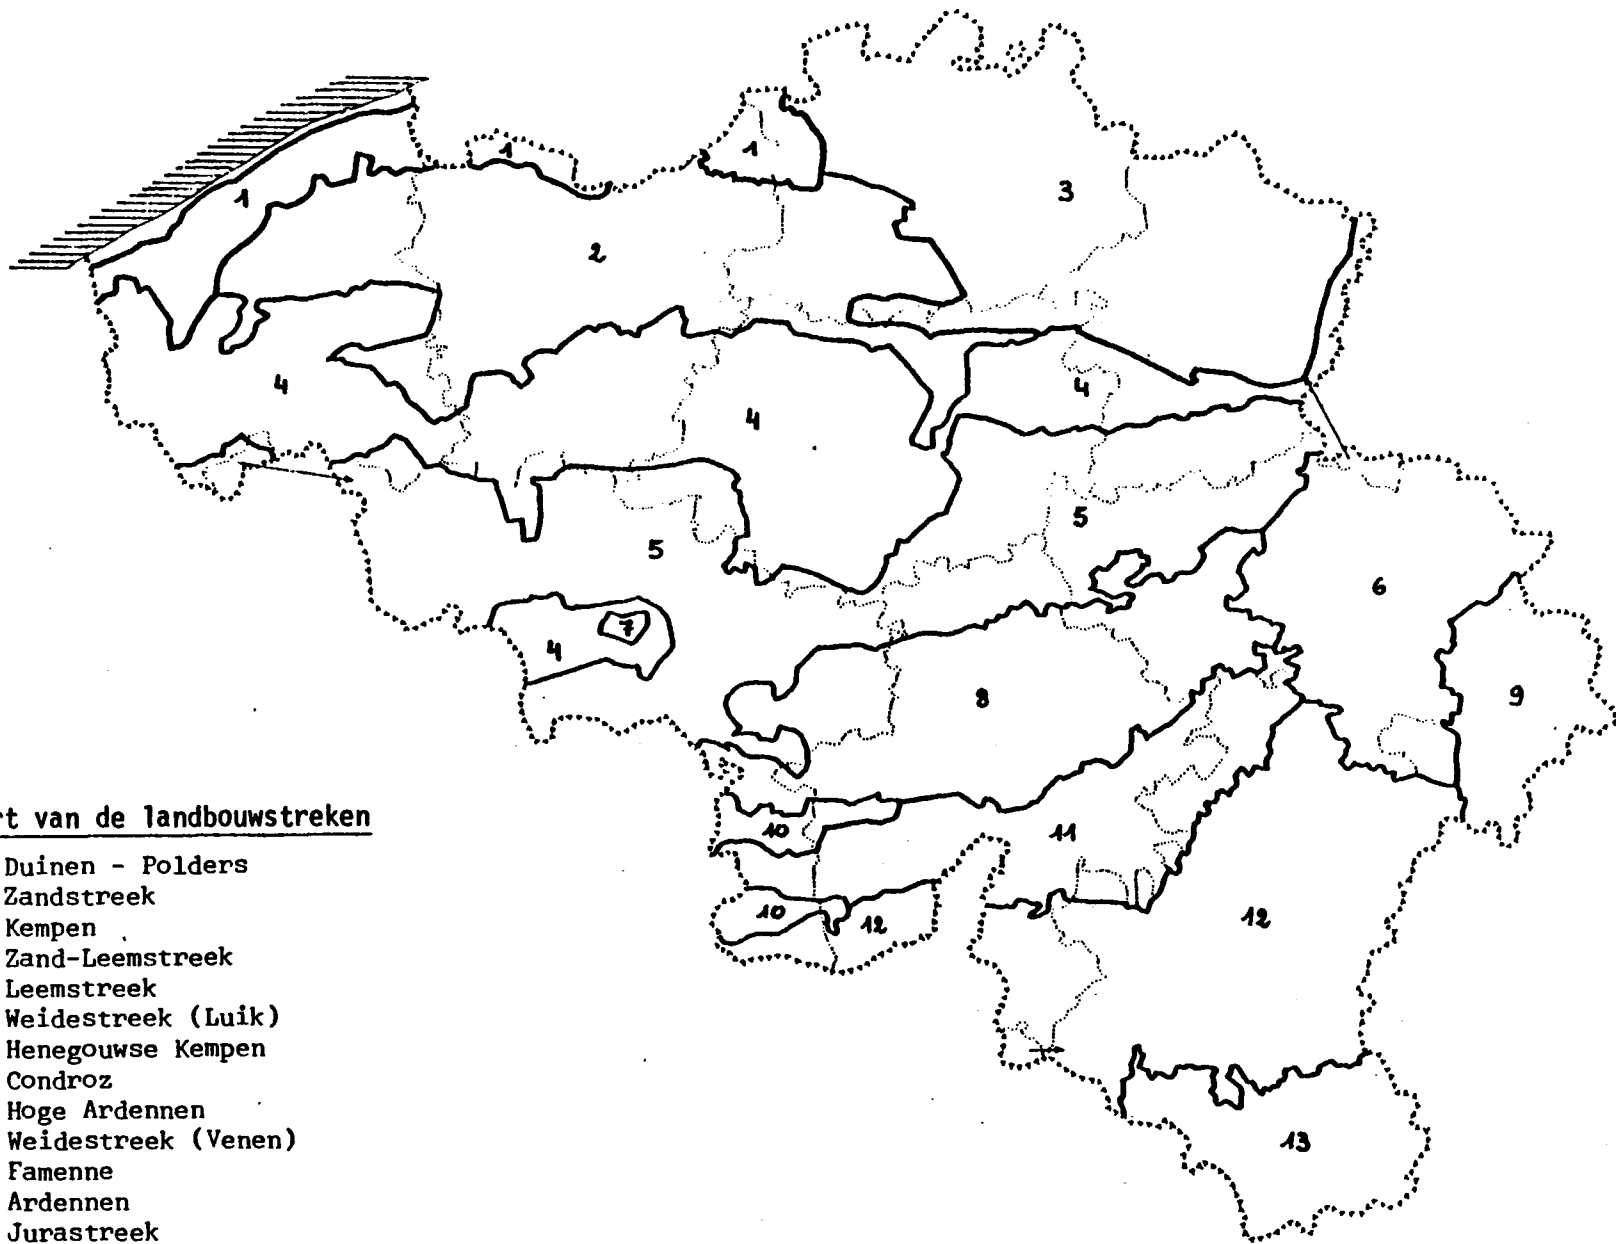 1
1
3
1
2
4
4
4
5
5
6
7
4
8
9
10
11
rt van de landbouwstreken
Duinen - Polders
Zandstreek
10
12
12
Kempen
Zand-Leemstreek
Leemstreek
Weidestreek (Luik)
Henegouwse Kempen
Condroz
Hoge Ardennen
Weidestreek (Venen)
13
Famenne
Ardennen
Jurastreek